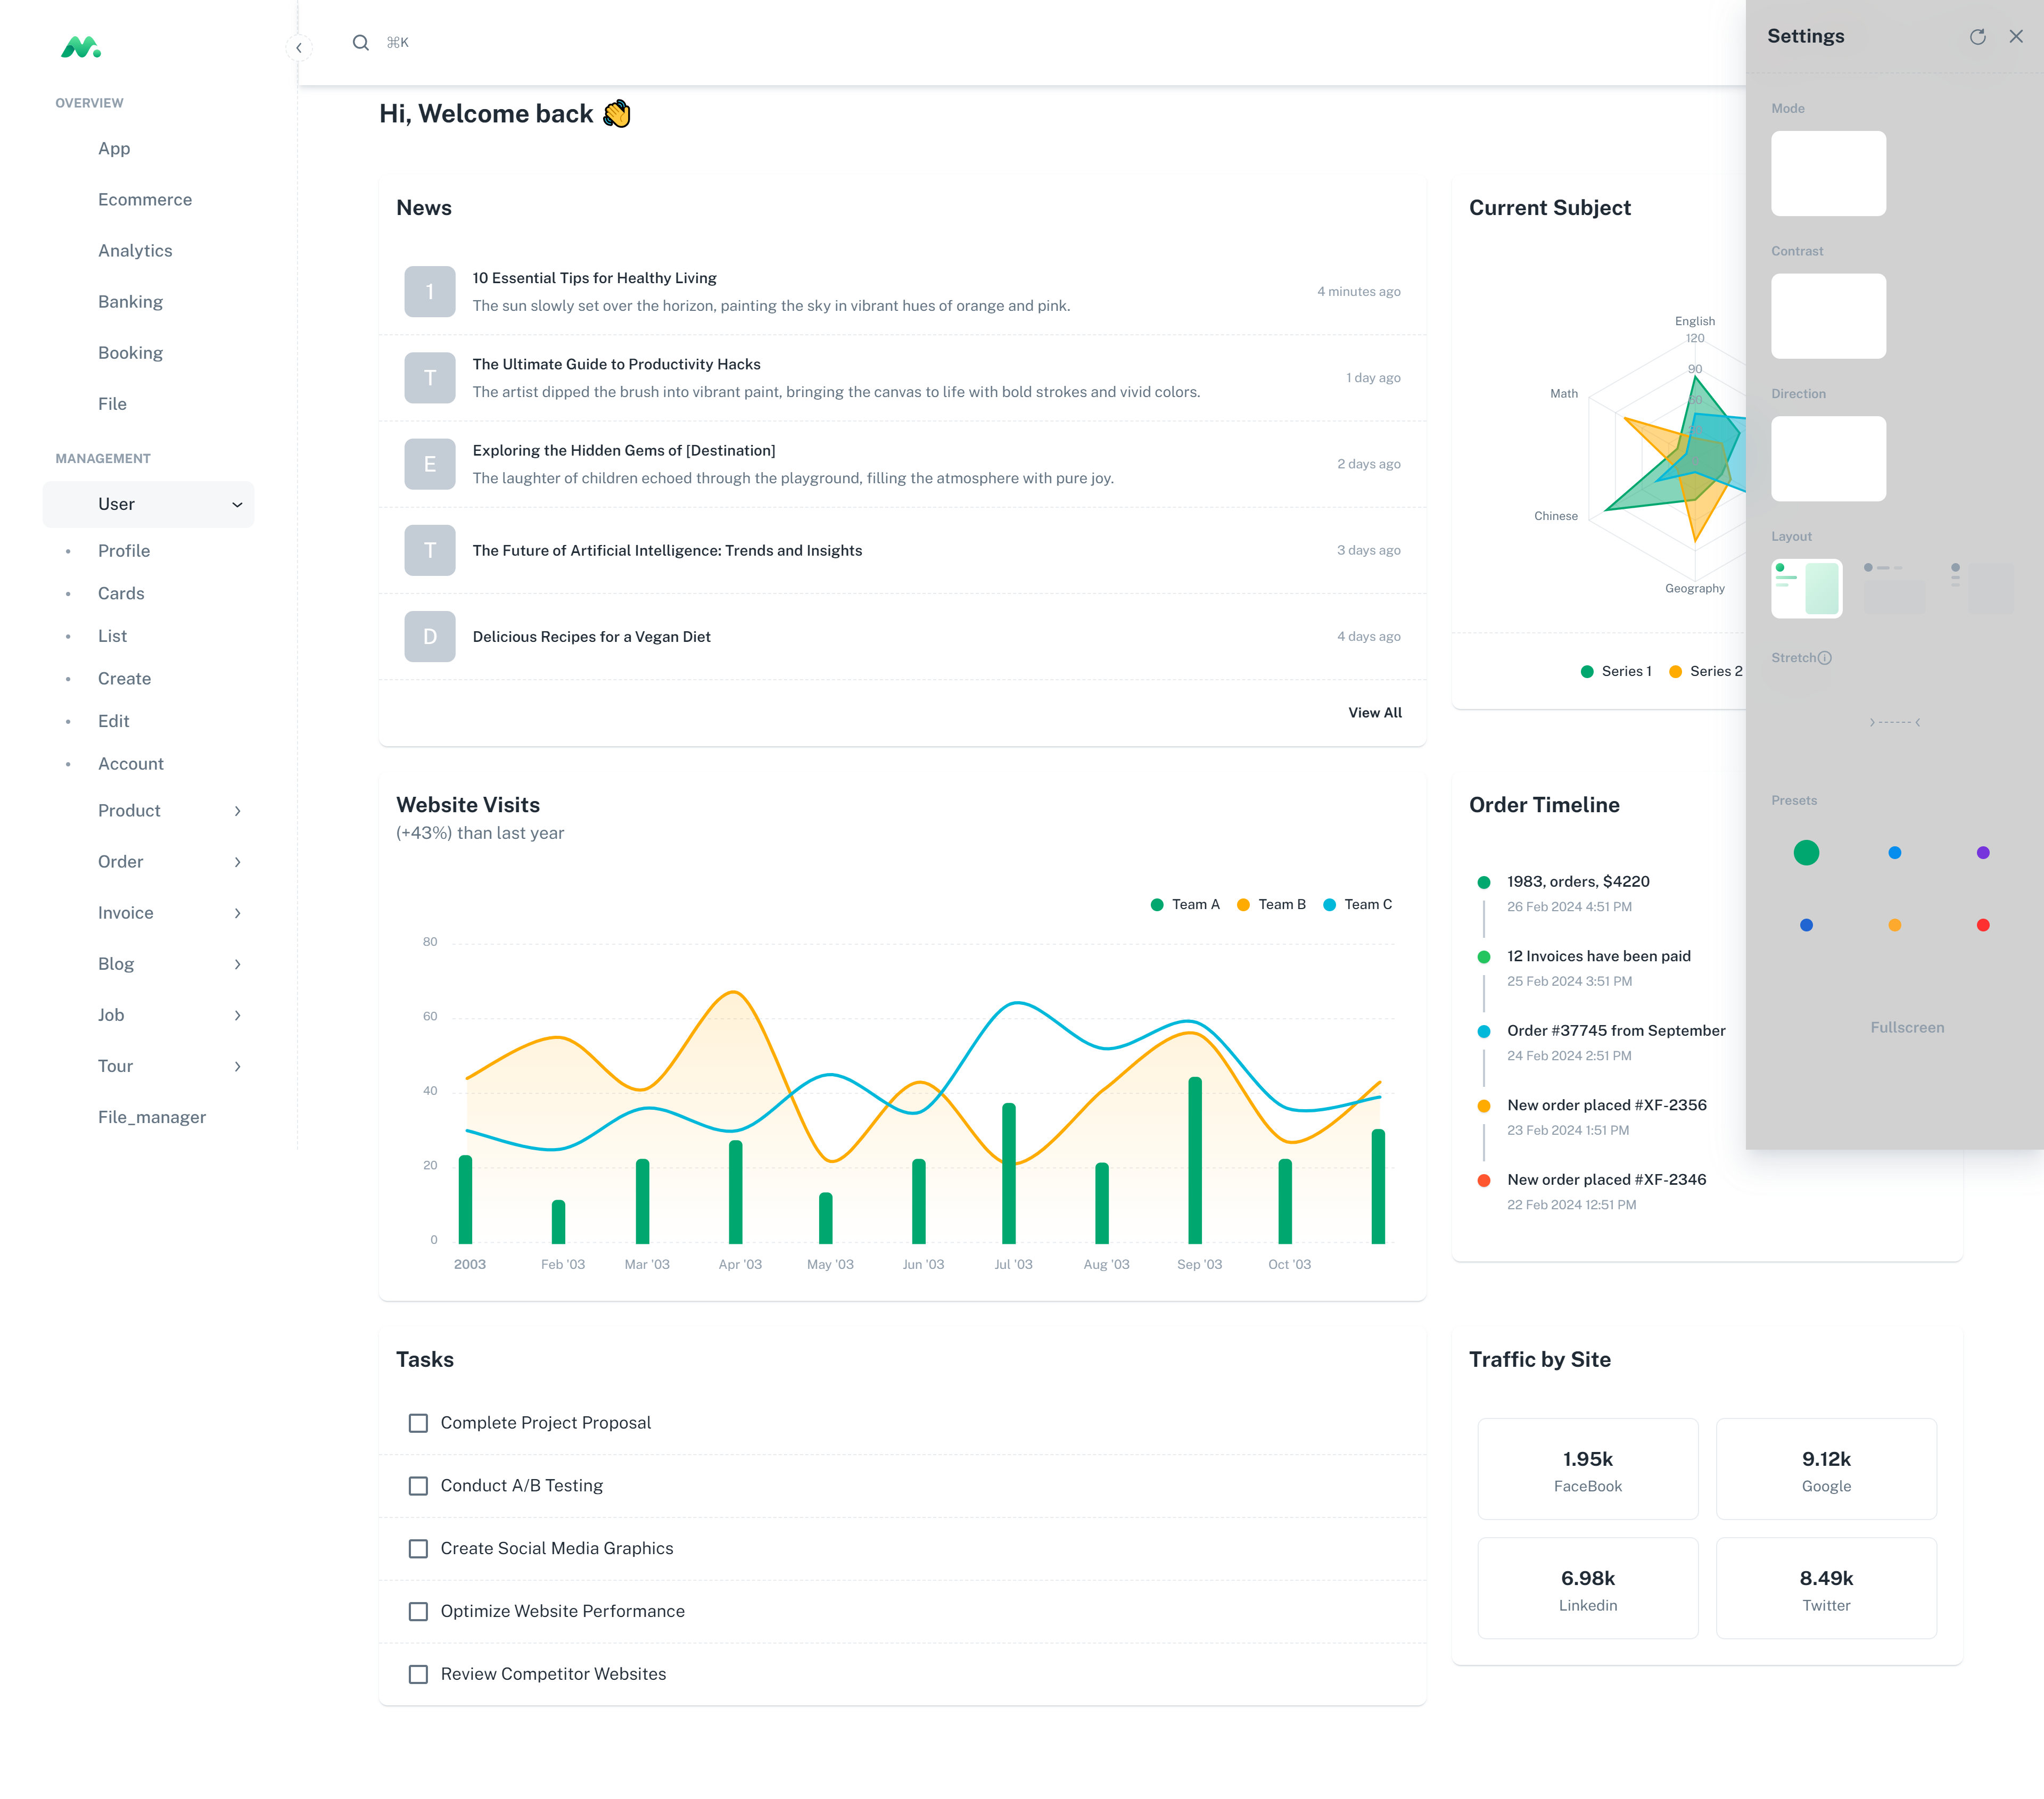 OVERVIEW
App
Ecommerce
Analytics
Banking
Booking
File
MANAGEMENT
User
Profile
Cards
List
Create
Edit
Account
Product
Order
Invoice
Blog
Job
Tour
File_manager
⌘K
Hi, Welcome back 👋
News
1
10 Essential Tips for Healthy Living
The sun slowly set over the horizon, painting the sky in vibrant hues of orange and pink.
4 minutes ago
T
The Ultimate Guide to Productivity Hacks
The artist dipped the brush into vibrant paint, bringing the canvas to life with bold strokes and vivid colors.
1 day ago
E
Exploring the Hidden Gems of [Destination]
The laughter of children echoed through the playground, filling the atmosphere with pure joy.
2 days ago
T
The Future of Artificial Intelligence: Trends and Insights
3 days ago
D
Delicious Recipes for a Vegan Diet
4 days ago
View All
Current Subject
English
120
90
Math
Chinese
Geography
Series 1
Series 2
Website Visits
(+43%) than last year
Team A
Team B
Team C
80
60
40
20
0
2003
Feb '03
Mar '03
Apr '03
May '03
Jun '03
Jul '03
Aug '03
Sep '03
Oct '03
Order Timeline
1983, orders, $4220
26 Feb 2024 4:51 PM
12 Invoices have been paid
25 Feb 2024 3:51 PM
Order #37745 from September
24 Feb 2024 2:51 PM
New order placed #XF-2356
23 Feb 2024 1:51 PM
New order placed #XF-2346
22 Feb 2024 12:51 PM
Tasks
Complete Project Proposal
Conduct A/B Testing
Create Social Media Graphics
Optimize Website Performance
Review Competitor Websites
Traffic by Site
1.95k
FaceBook
9.12k
Google
6.98k
Linkedin
8.49k
Twitter
Settings
Mode
Contrast
Direction
Layout
Stretch
Presets
Fullscreen